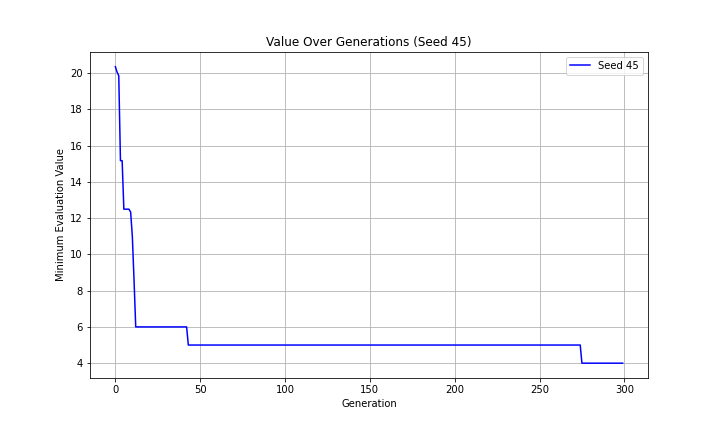 Value Over Generations (Seed 45)
Seed 45
Minimum Evaluation Value
20
18
16
14
12
10
8
6
4
0 50 100 150 200 250 300
Generation